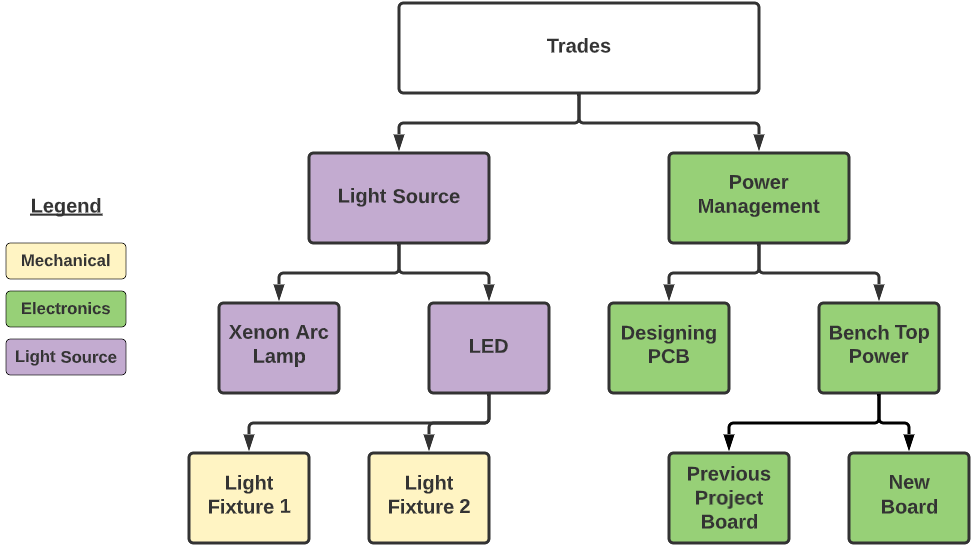 Trades
Light Source
Power
Management
Legend
Mechanical
Electronics
Light Source
Xenon Arc
Lamp
LED
Designing
PCB
Bench Top
Power
Light
Fixture 1
Light
Fixture 2
Previous
Project
Board
New
Board